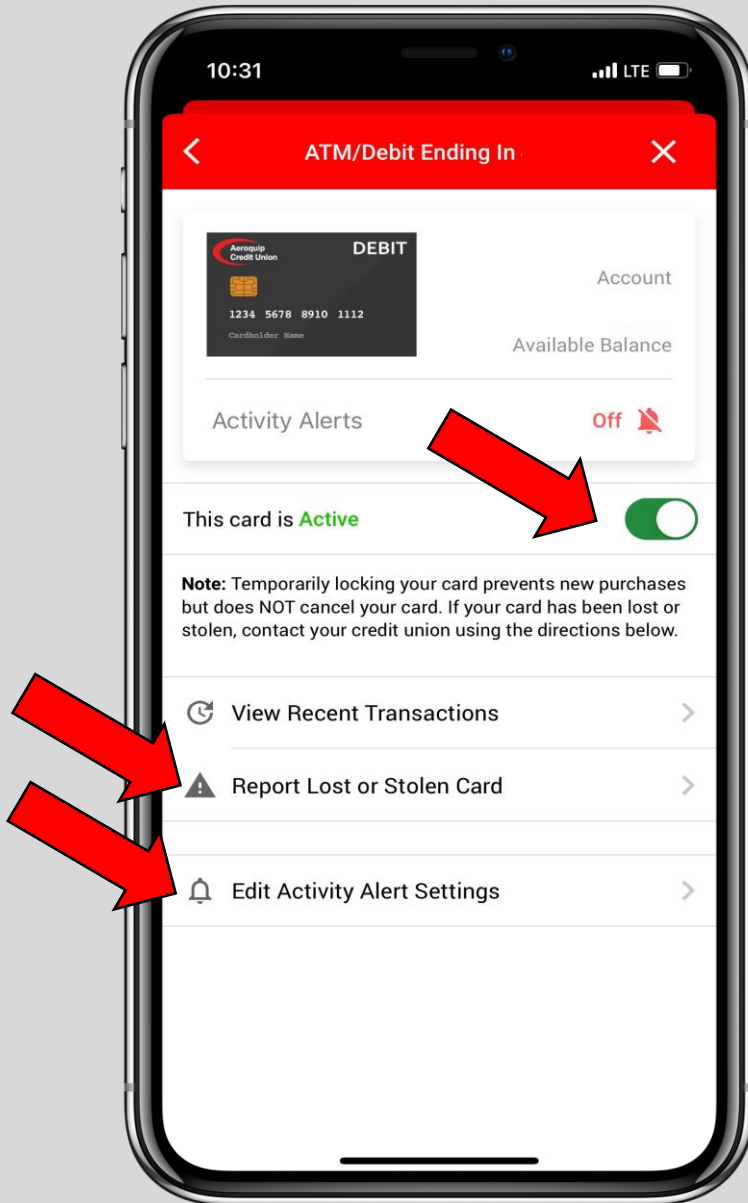 10:31
LTE
ATM/Debit Ending In
Aeroquip
Credit Union
DEBIT
1234 5678 8910 1112
Cardholder Name
Account
Available Balance
Activity Alerts
Off
This card is Active
Note: Temporarily locking your card prevents new purchases
but does NOT cancel your card. If your card has been lost or
stolen, contact your credit union using the directions below.
View Recent Transactions
Report Lost or Stolen Card
Edit Activity Alert Settings